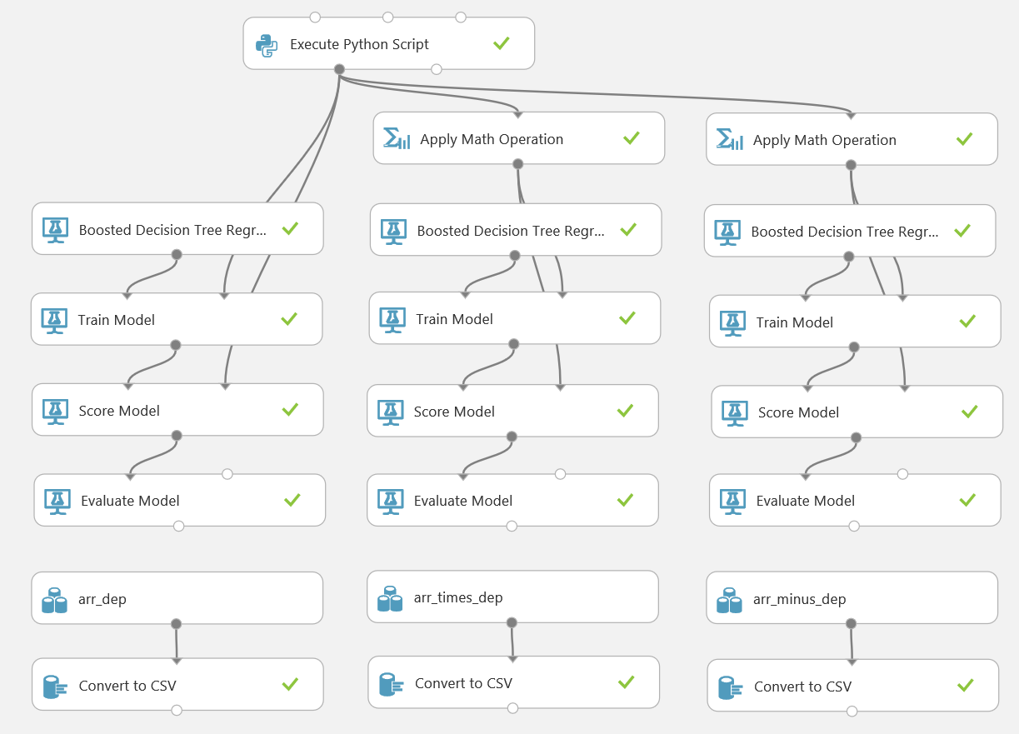 Execute Python Script
Apply Math Operation
Apply Math Operation
Boosted Decision Tree Regr...
Boosted Decision Tree Regr...
Boosted Decision Tree Regr...
Train Model
Train Model
Train Model
Score Model
Score Model
Score Model
Evaluate Model
Evaluate Model
Evaluate Model
arr_dep
arr_times_dep
arr_minus_dep
Convert to CSV
Convert to CSV
Convert to CSV